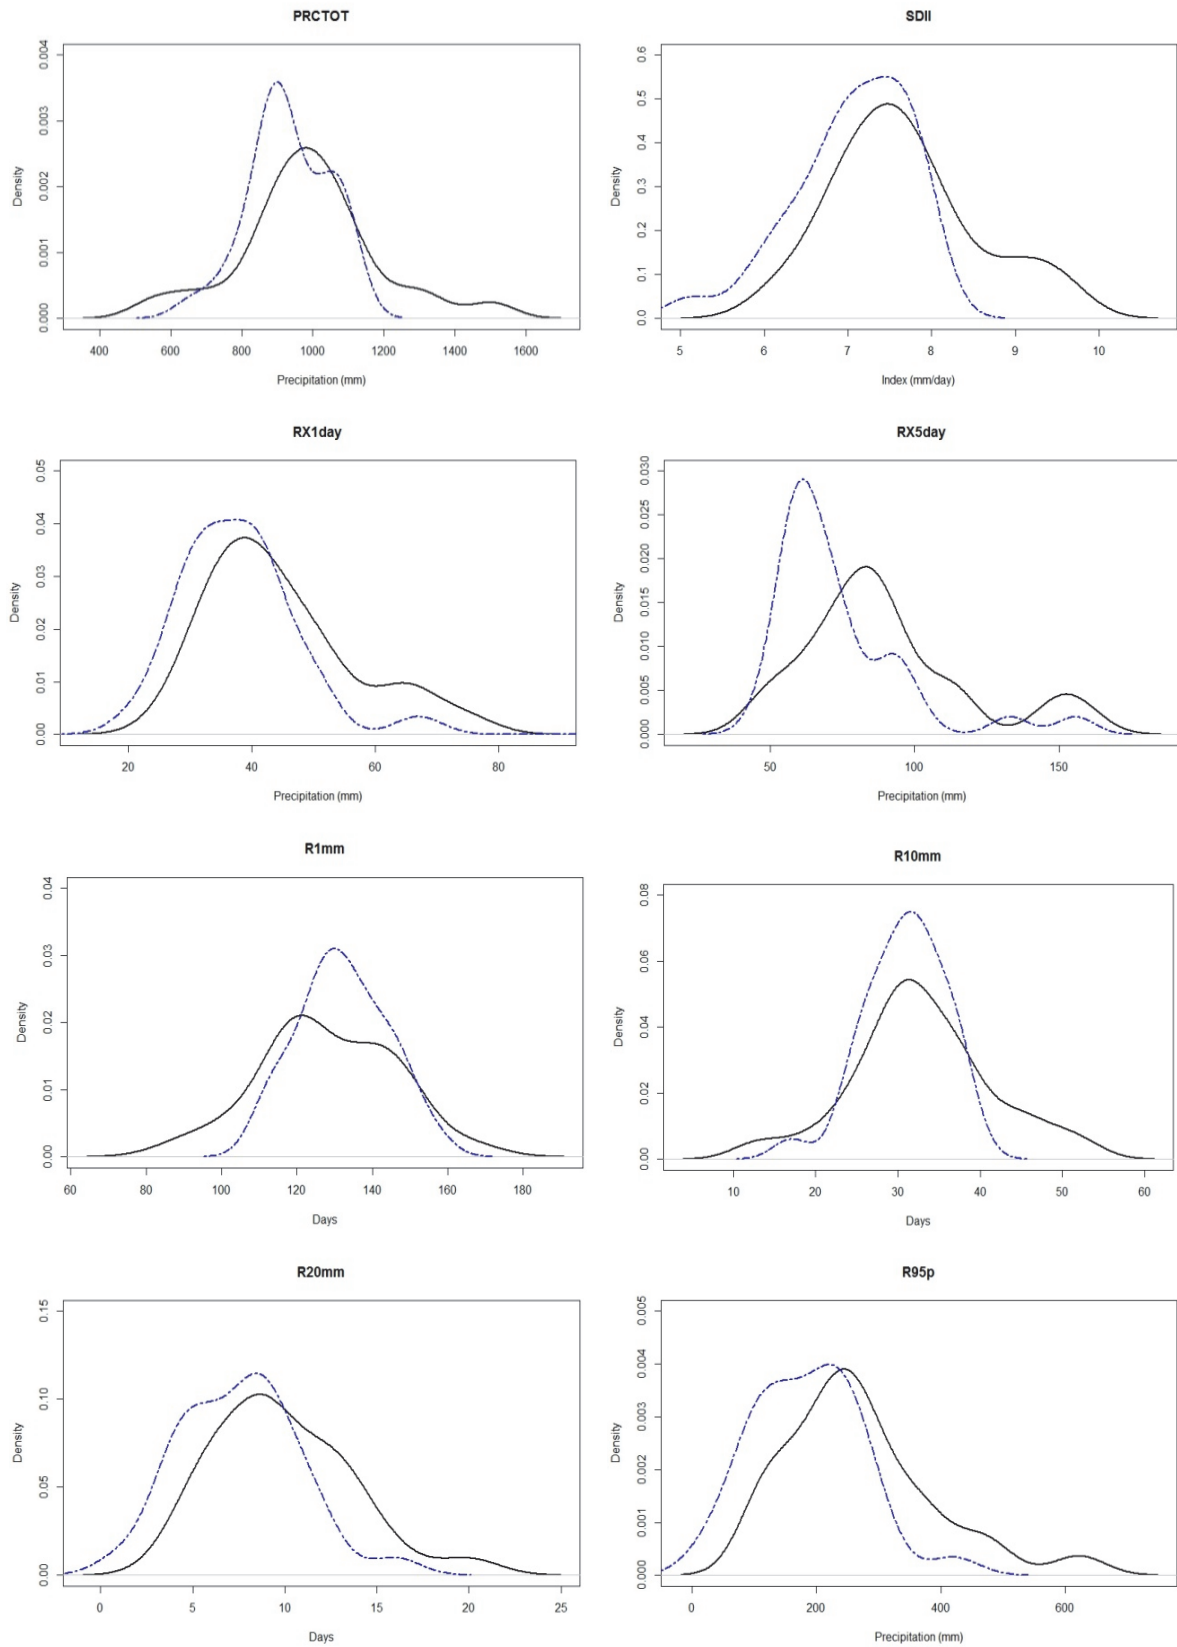 PRCTOT
0.004
0.003
0.002
0.001
0.000
Density
400 600 800 1000 1200 1400 1600
Precipitation (mm)
SDII
0.6
0.5
0.4
0.3
0.2
0.1
0.0
Density
5 6 7 8 9 10
Index (mm/day)
RX1day
0.05
0.04
0.03
0.02
0.01
0.00
Density
20 40 60 80
Precipitation (mm)
RX5day
0.030
0.025
0.020
0.015
0.010
0.005
0.000
Density
50 100 150
Precipitation (mm)
R1mm
0.04
0.03
0.02
0.01
0.00
Density
60 80 100 120 140 160 180
Days
R10mm
0.08
0.06
0.04
0.02
0.00
Density
10 20 30 40 50 60
Days
R20mm
0.15
0.10
0.05
0.00
Density
0 5 10 15 20 25
Days
R95p
0.005
0.004
0.003
0.002
0.001
0.000
Density
0 200 400 600
Precipitation (mm)